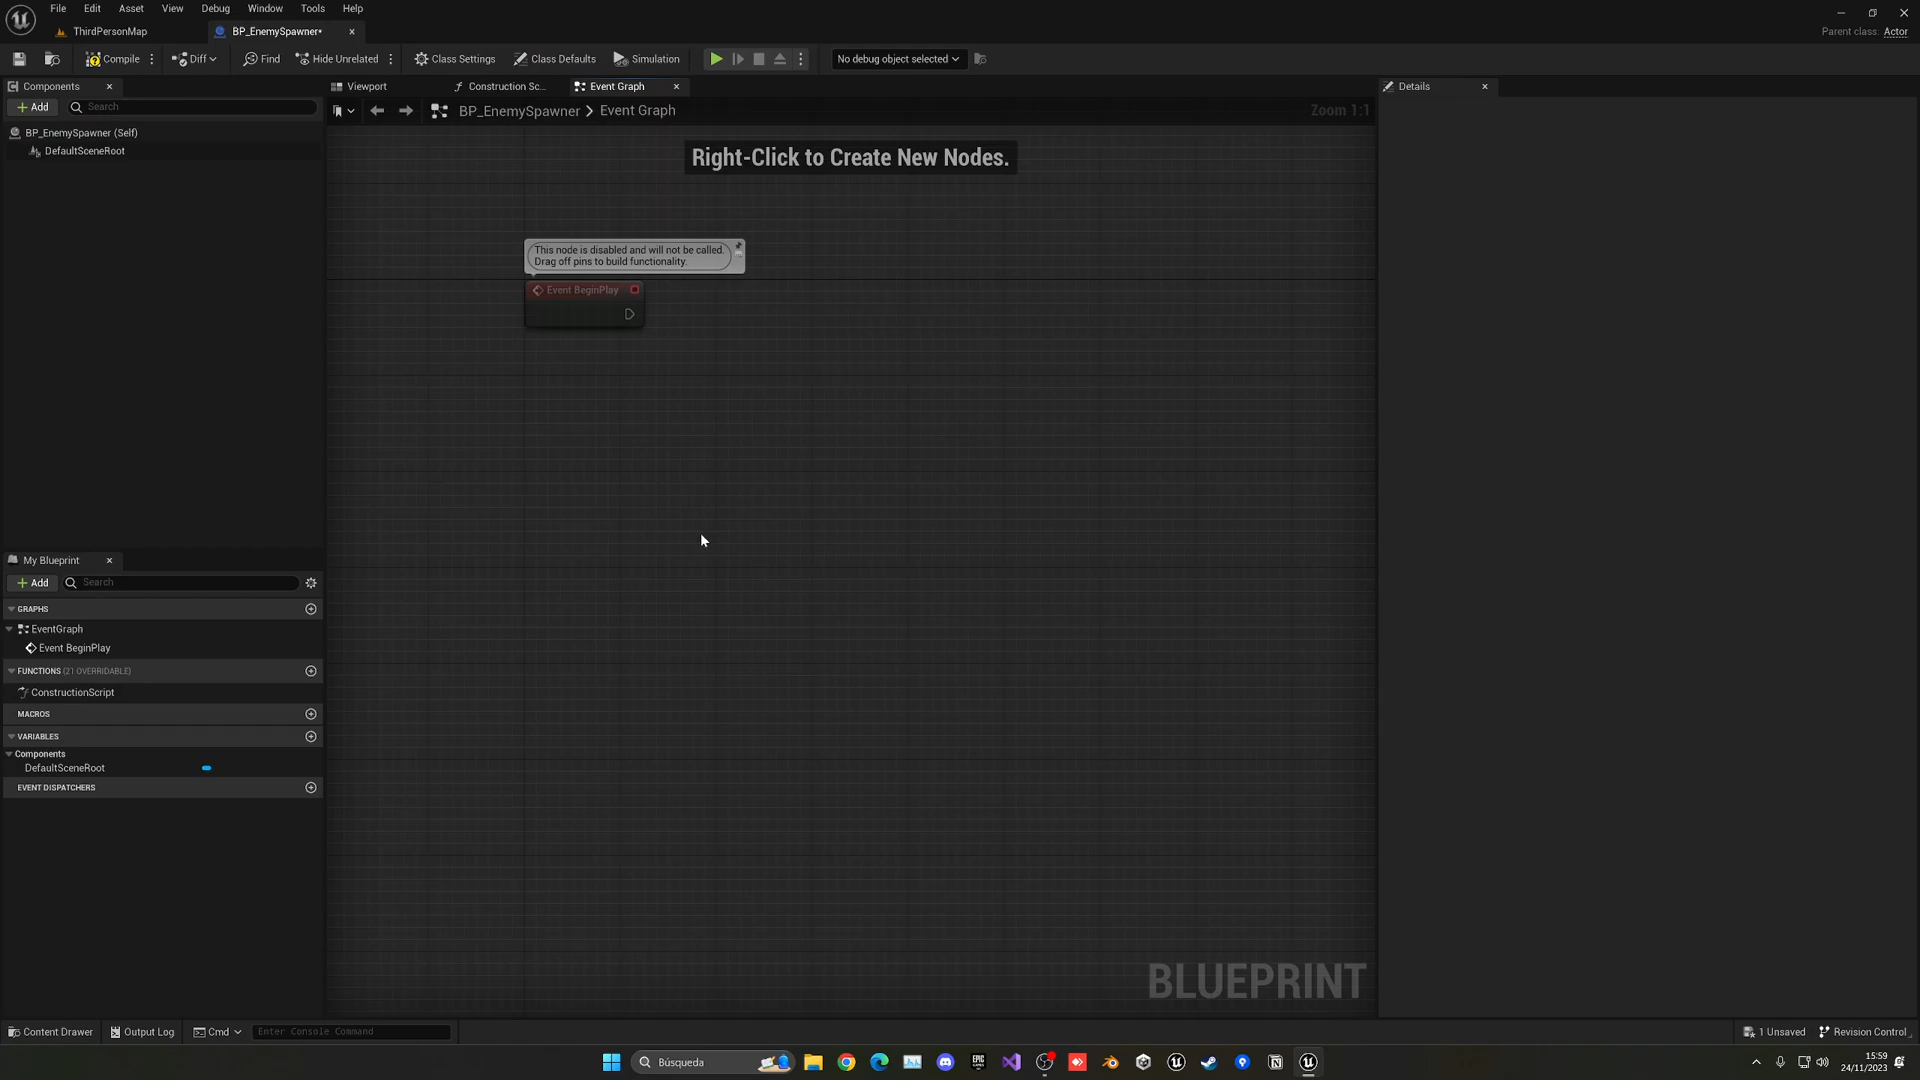 File Edit Asset View Debug Window Tools Help
ThirdPersonMap
BP_EnemySpawner*
Parent class: Actor
Compile
Diff
Find
Hide Unrelated
Class Settings
Class Defaults
Simulation
No debug object selected
Components
Viewport
Construction Sc...
Event Graph
Details
Add
Search
BP_EnemySpawner > Event Graph
Zoom 1:1
BP_EnemySpawner (Self)
DefaultSceneRoot
Right-Click to Create New Nodes.
This node is disabled and will not be called.
Drag off pins to build functionality.
Event BeginPlay
My Blueprint
Add
Search
GRAPHS
EventGraph
Event BeginPlay
FUNCTIONS (21 OVERRIDABLE)
ConstructionScript
MACROS
VARIABLES
Components
DefaultSceneRoot
EVENT DISPATCHERS
BLUEPRINT
Content Drawer
Output Log
Cmd
Enter Console Command
1 Unsaved
Revision Control
Búsqueda
EPIC
GAMES
15:59
24/11/2023